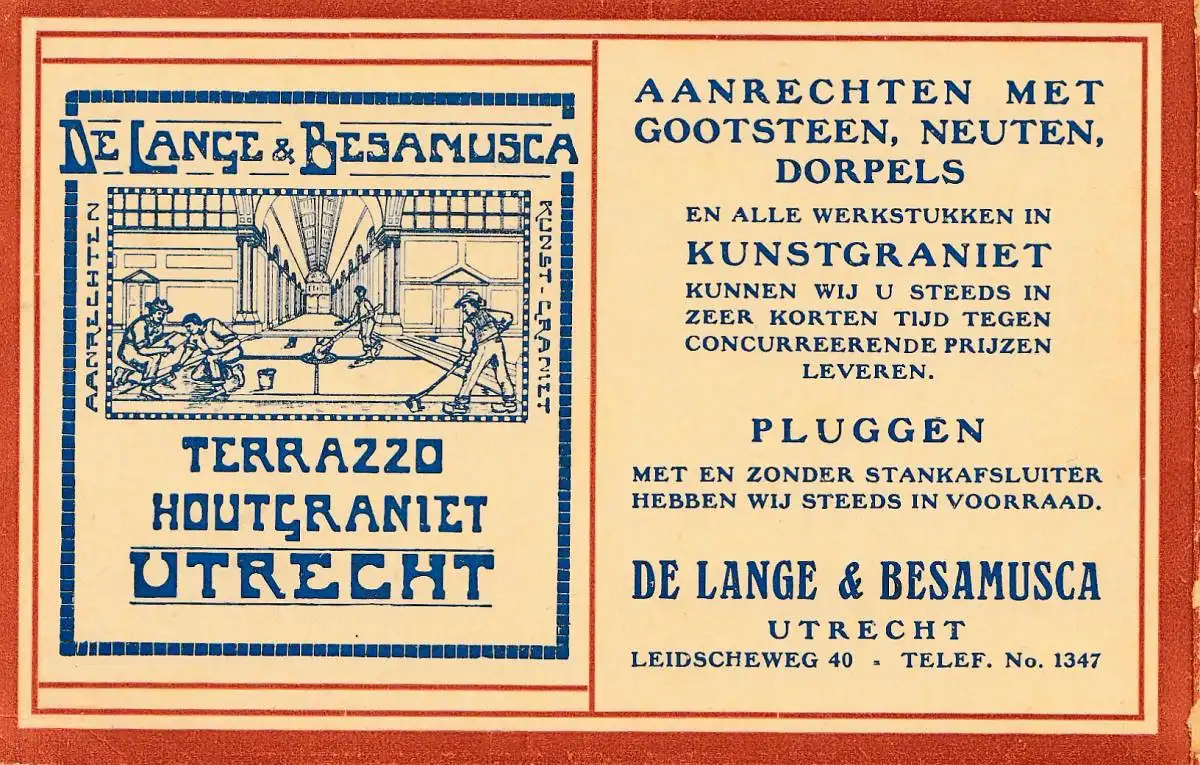 DE LANGE & BESAMUSCA
AANRECHTEN
KUNST-GRANIET
TERRAZZO
HOUTGRANIET
UTRECHT
AANRECHTEN MET
GOOTSTEEN, NEUTEN,
DORPELS
EN ALLE WERKSTUKKEN IN
KUNSTGRANIET
KUNNEN WIJ U STEEDS IN
ZEER KORTEN TIJD TEGEN
CONCURREERENDE PRIJZEN
LEVEREN.
PLUGGEN
MET EN ZONDER STANKAFSLUITER
HEBBEN WIJ STEEDS IN VOORRAAD.
DE LANGE & BESAMUSCA
UTRECHT
LEIDSCHEWEG 40 - TELEF. No. 1347